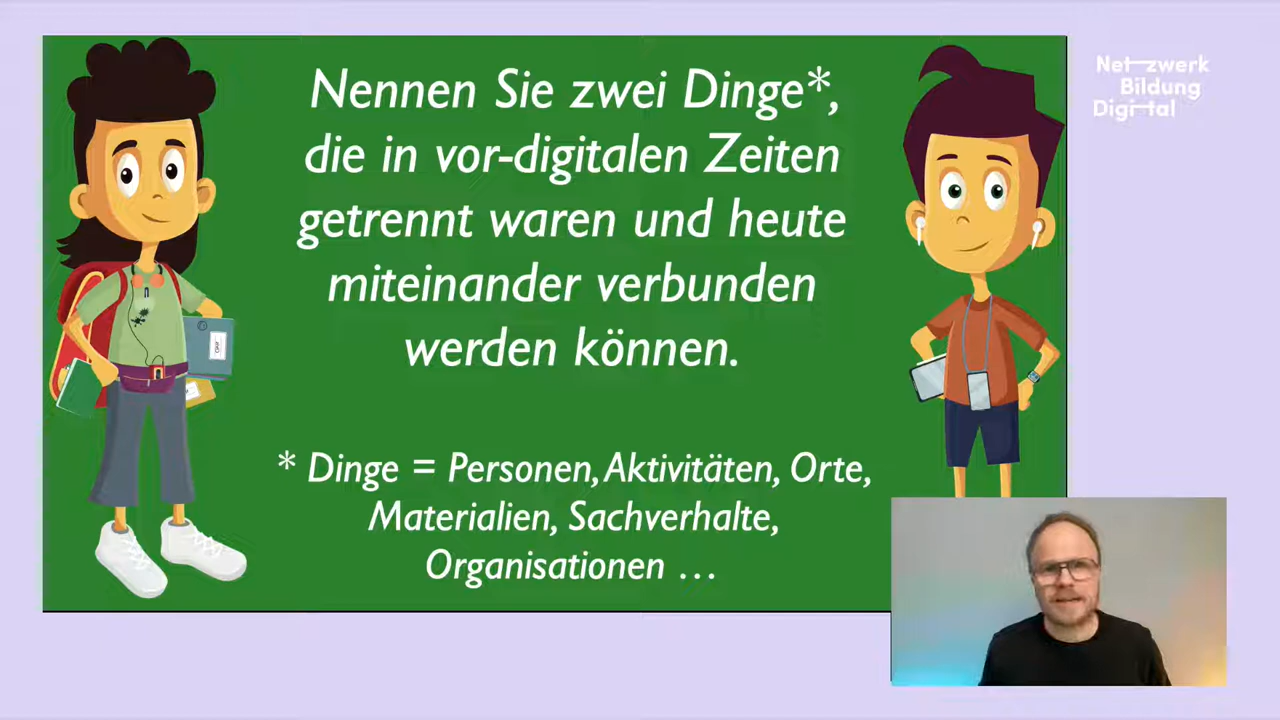 Nennen Sie zwei Dinge*,
die in vor-digitalen Zeiten
getrennt waren und heute
miteinander verbunden
werden können.
* Dinge = Personen, Aktivitäten, Orte,
Materialien, Sachverhalte,
Organisationen …
Netzwerk
Bildung
Digital